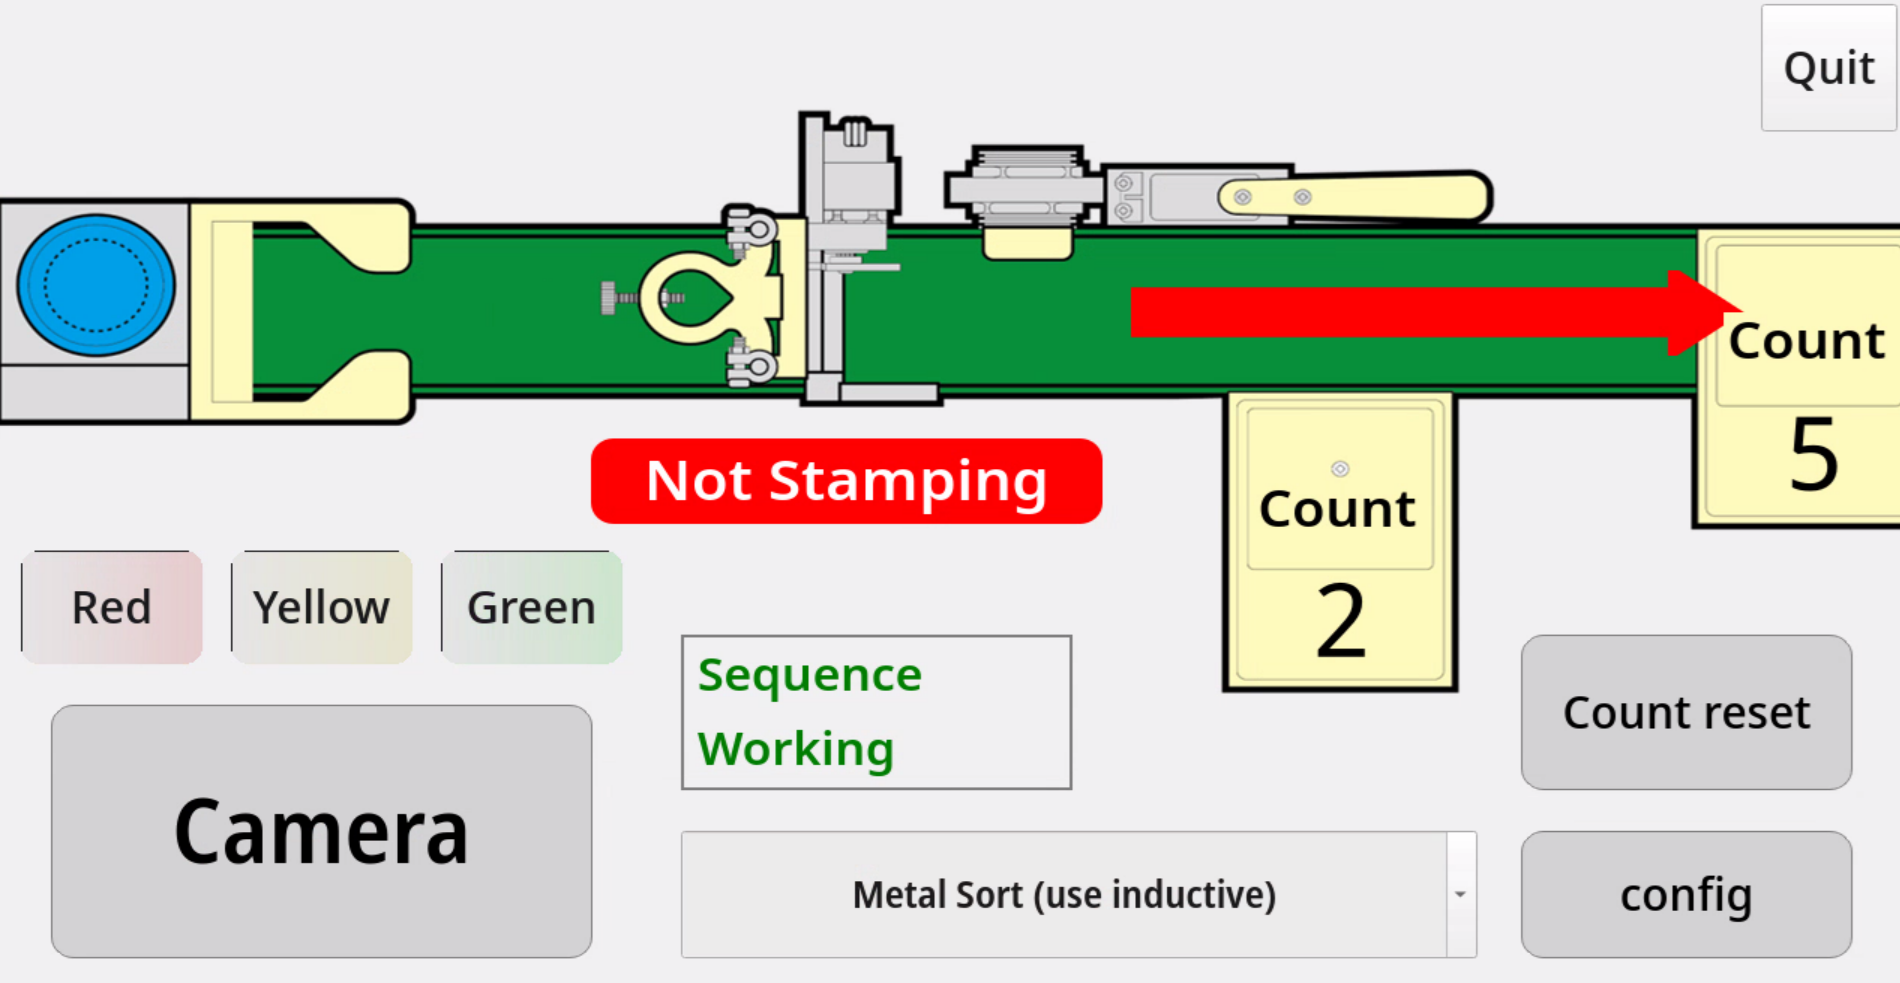 Quit
Count
5
Not Stamping
Count
2
Red
Yellow
Green
Sequence
Working
Count reset
Camera
Metal Sort (use inductive)
config